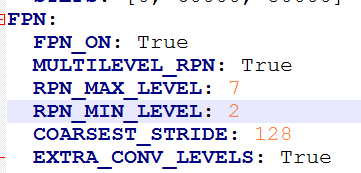 FPN:
FPN_ON: True
MULTILEVEL_RPN: True
RPN_MAX_LEVEL: 7
RPN_MIN_LEVEL: 2
COARSEST_STRIDE: 128
EXTRA_CONV_LEVELS: True